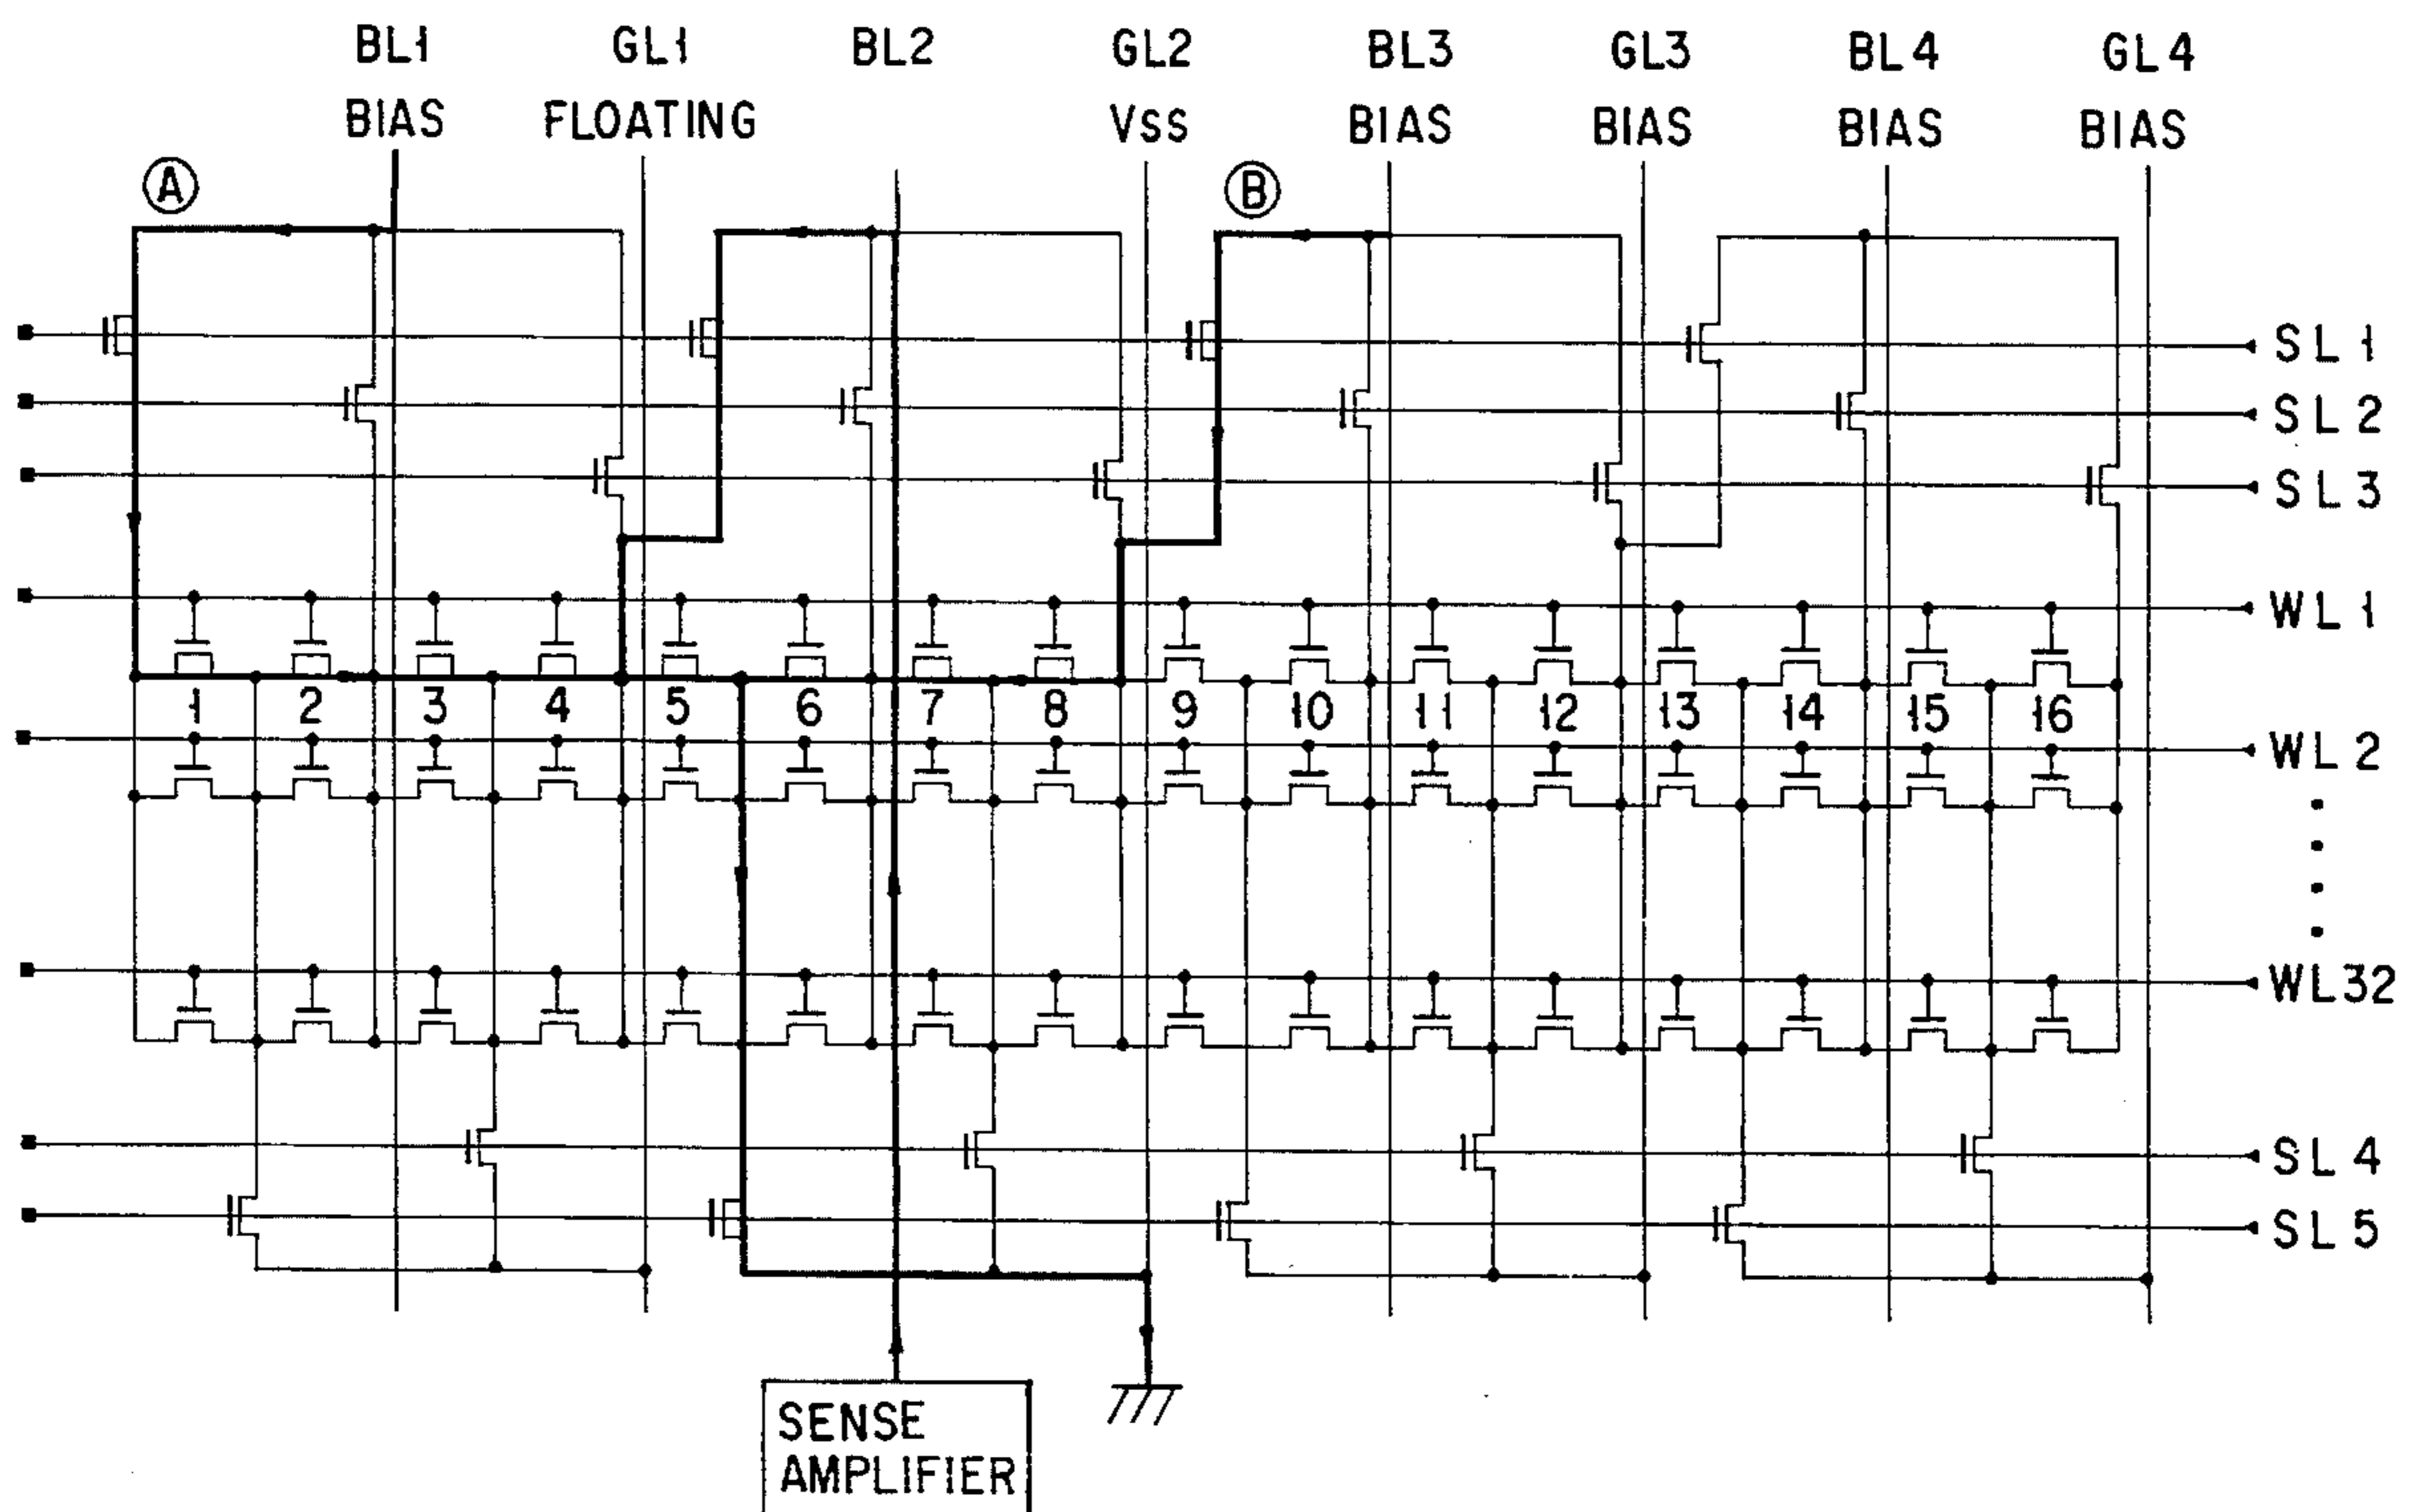 BL1 GL1 BL2 GL2 BL3 GL3 BL4 GL4
BIAS FLOATING Vss BIAS BIAS BIAS BIAS
A B
SL1
SL2
SL3
WL1
1 2 3 4 5 6 7 8 9 10 11 12 13 14 15 16
WL2
WL32
SL4
SL5
SENSE
AMPLIFIER